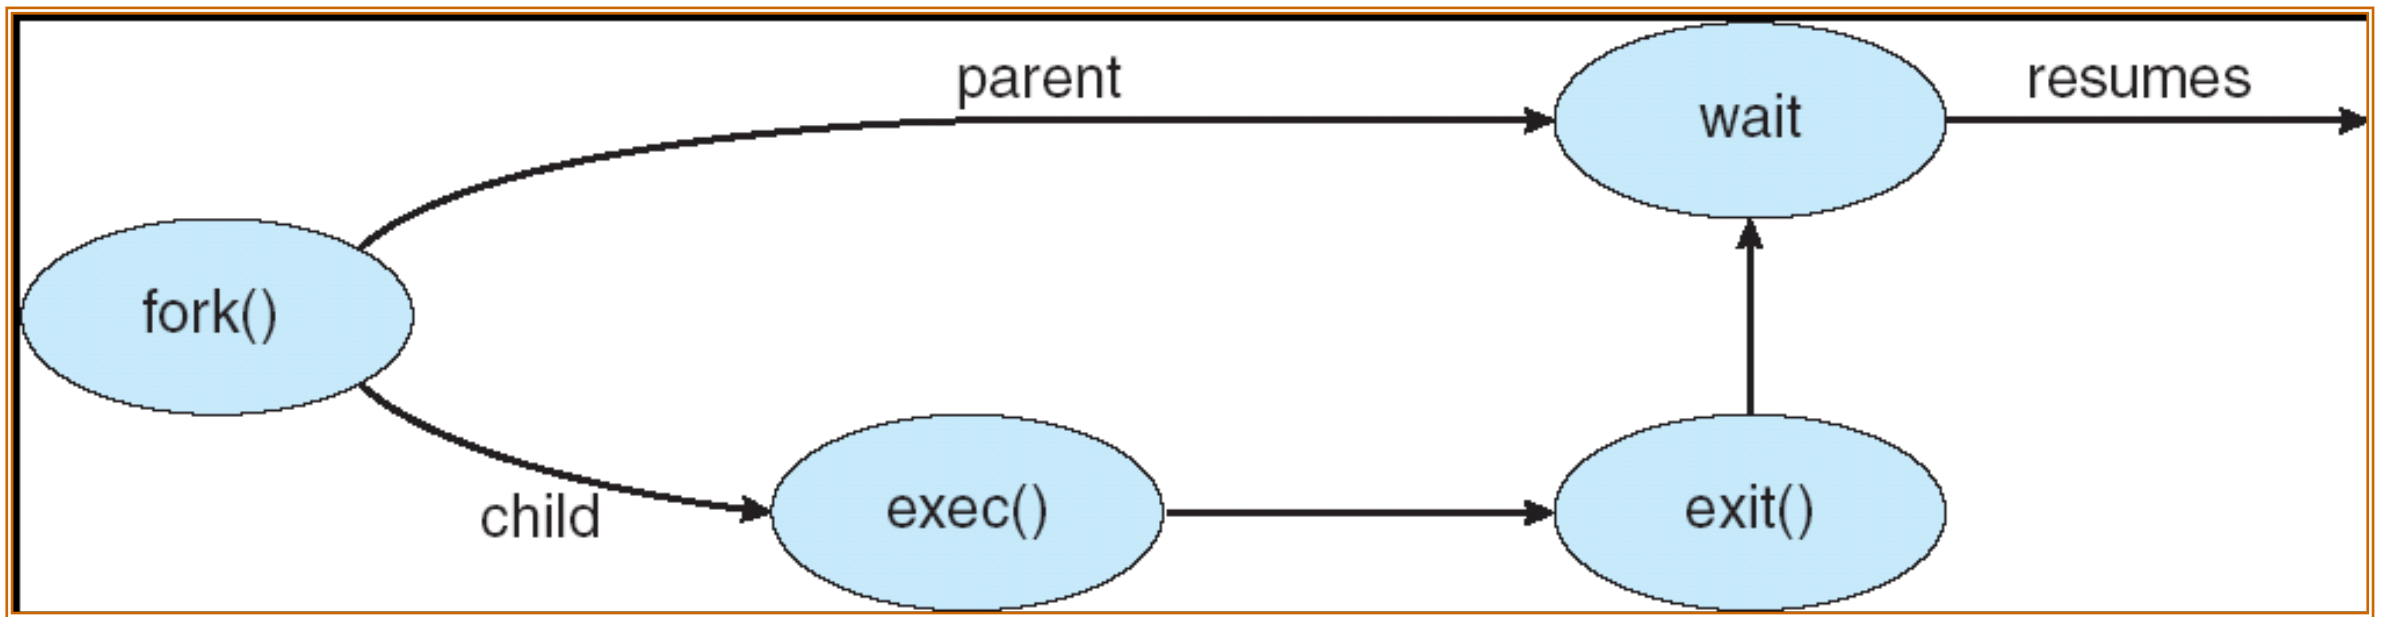 parent
resumes
wait
fork()
child
exec()
exit()